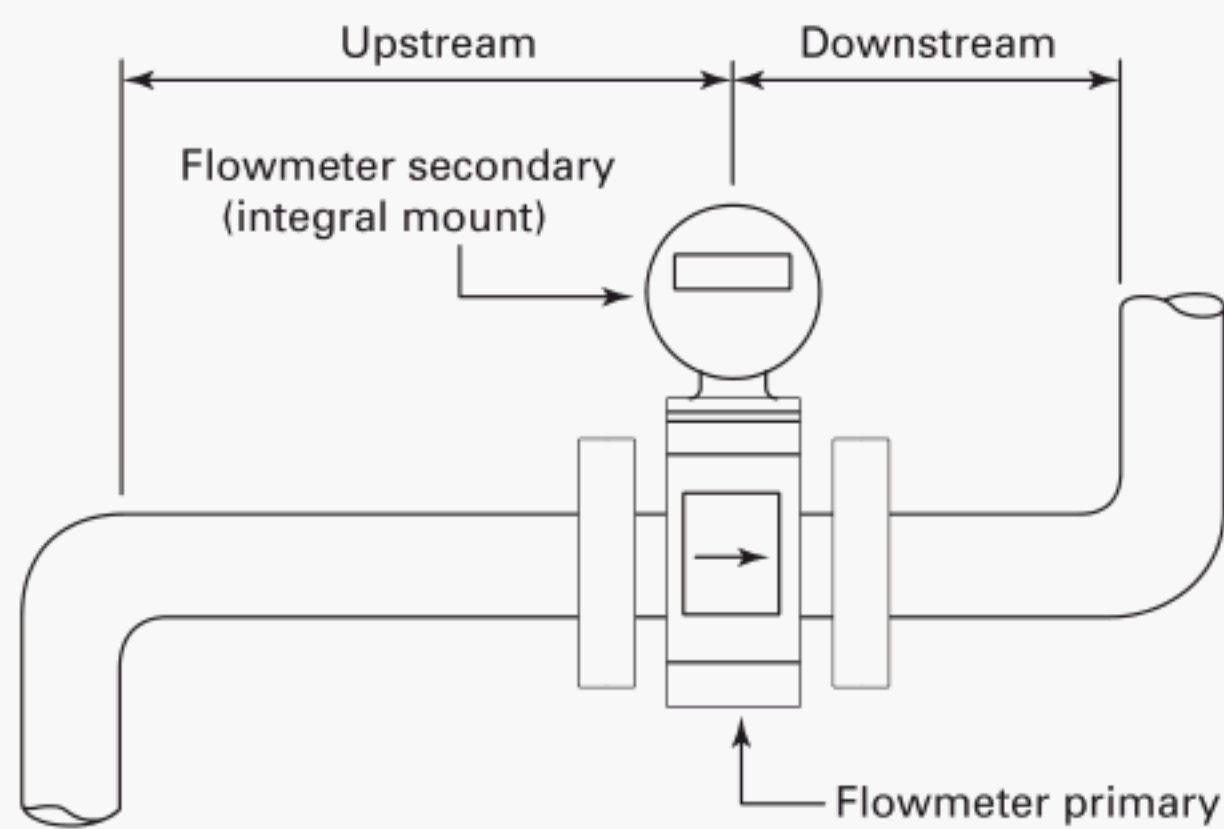 Upstream
Downstream
Flowmeter secondary
(integral mount)
Flowmeter primary